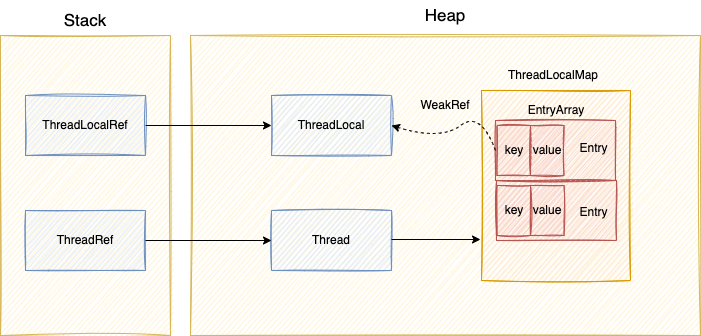 Stack
Heap
ThreadLocalMap
WeakRef
EntryArray
ThreadLocalRef
ThreadLocal
key
value
Entry
ThreadRef
Thread
key
value
Entry